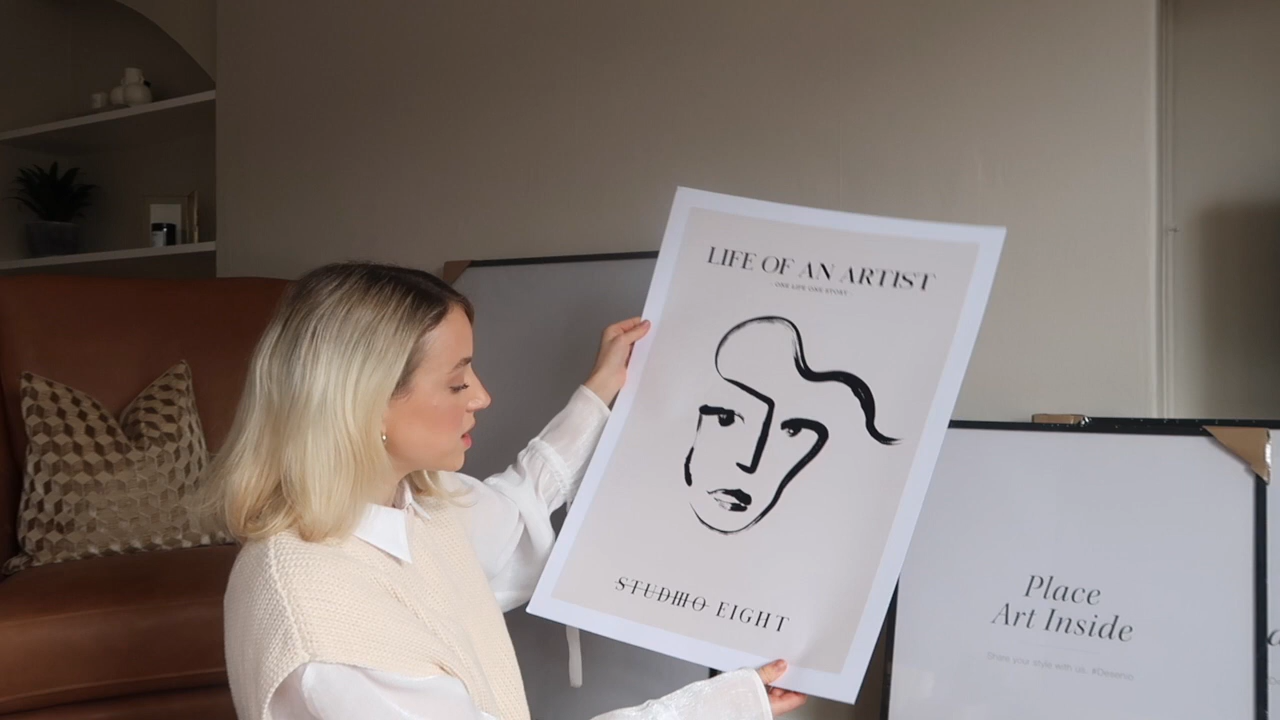 LIFE OF AN ARTIST
- ONE LIFE ONE STORY
STUDIO EIGHT
Place
Art Inside
Share your style with us. #Desenio